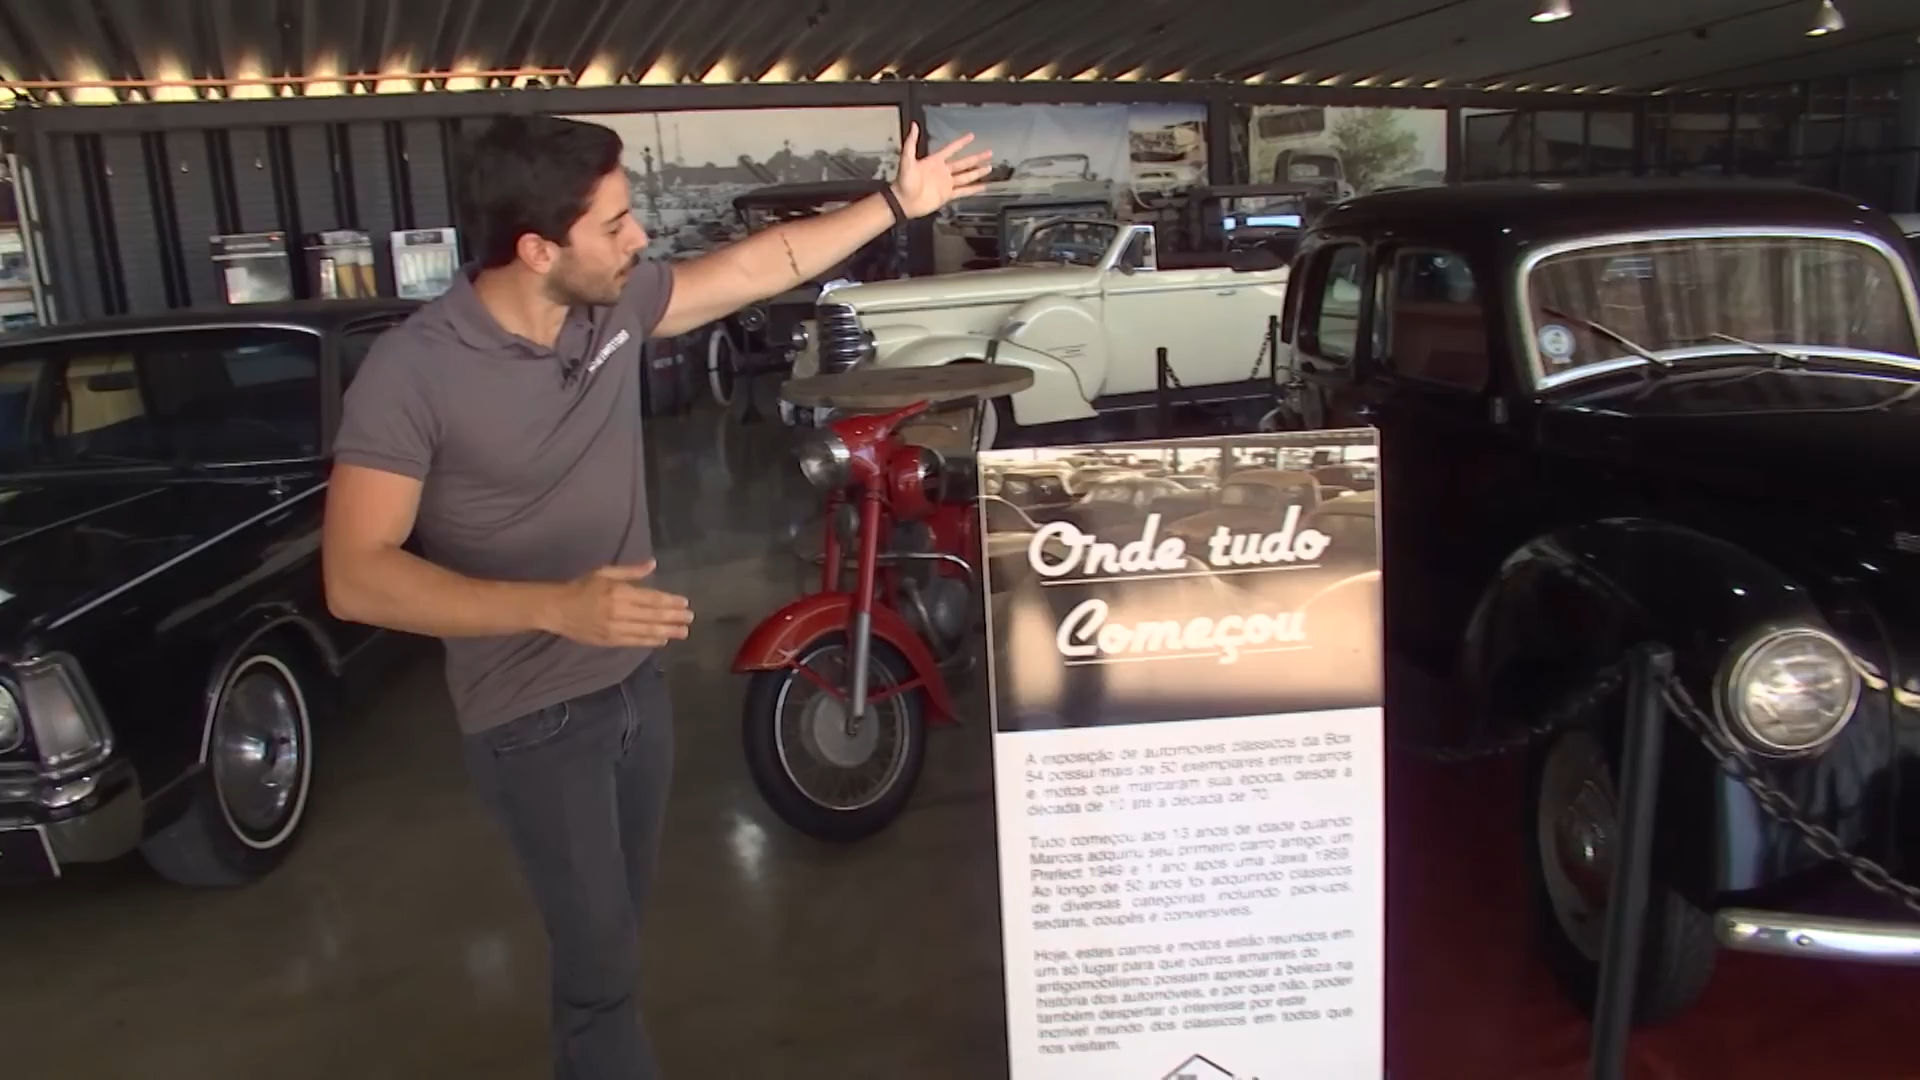 Onde tudo
Começou
A exposição de automóveis clássicos da Box
54 possui mais de 50 exemplares entre carros
e motos que marcaram sua época, desde a
década de 10 até a década de 70.
Tudo começou aos 13 anos de idade quando
Marcos adquiriu seu primeiro carro antigo, um
Prefect 1949 e 1 ano após uma Jawa 1959.
Ao longo de 50 anos foi adquirindo clássicos
de diversas categorias incluindo pick-ups,
sedans, coupês e conversíveis.
Hoje, estes carros e motos estão reunidos em
um só lugar para que outros amantes do
antigomobilismo possam apreciar a beleza na
história dos automóveis, e por que não, poder
também despertar o interesse por este
incrível mundo dos clássicos em todos que
nos visitam.